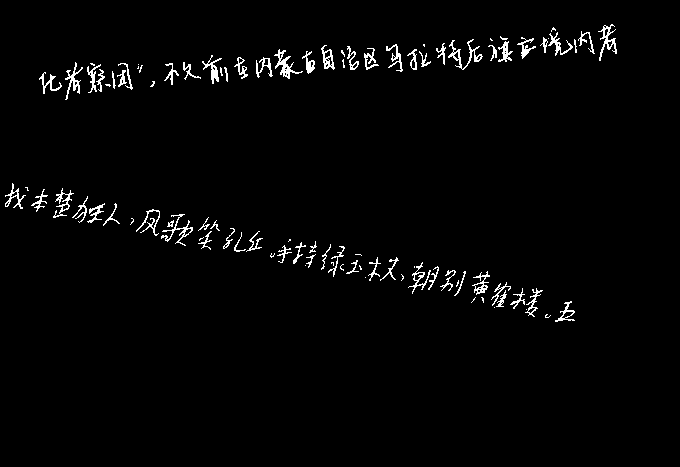 化考察团”，不久前在内蒙古自治区乌拉特后旗立境内考
我本楚狂人，凤歌笑孔丘。手持绿玉杖，朝别黄鹤楼。五